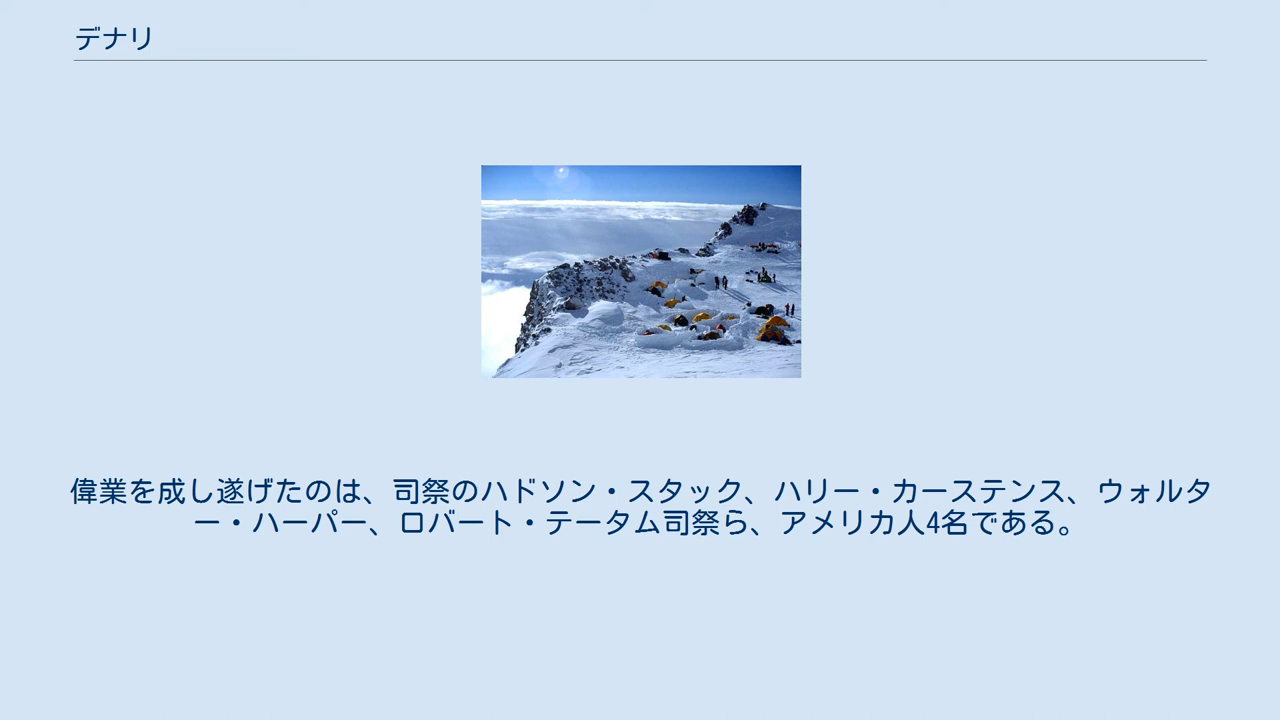 デナリ
偉業を成し遂げたのは、司祭のハドソン・スタック、ハリー・カーステンス、ウォルタ
ー・ハーパー、ロバート・テータム司祭ら、アメリカ人4名である。